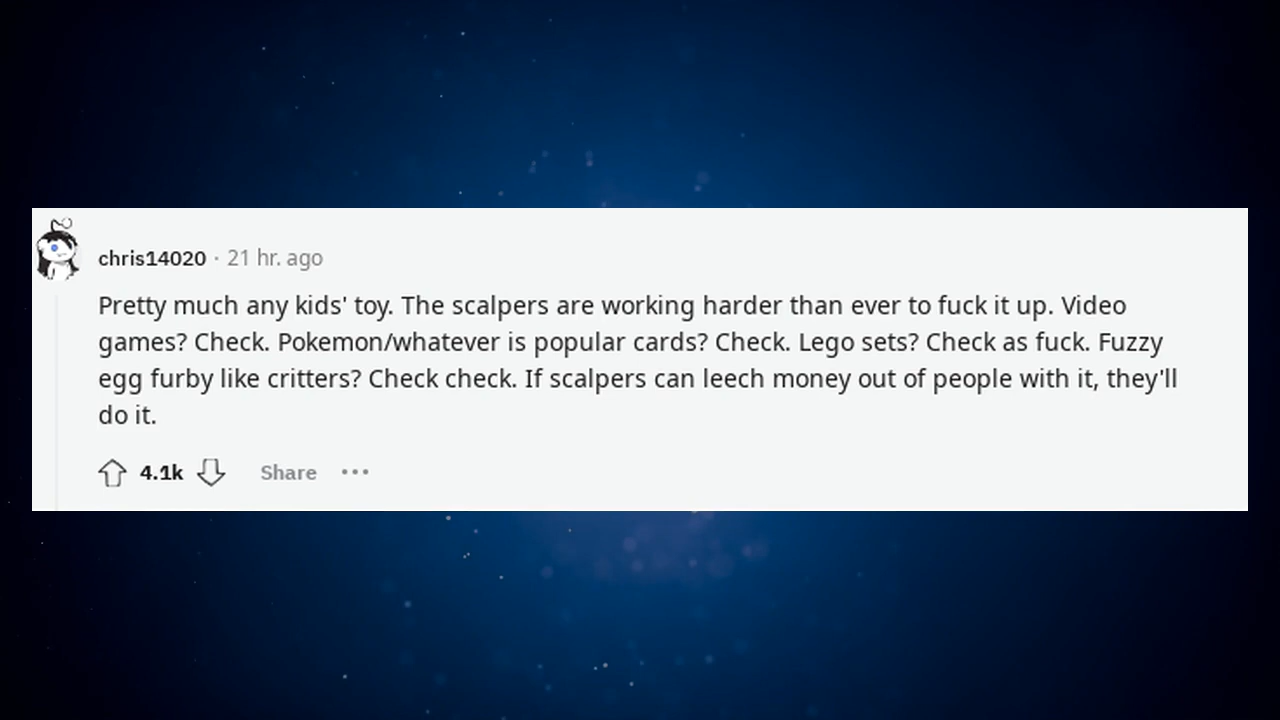 chris14020 · 21 hr. ago
Pretty much any kids' toy. The scalpers are working harder than ever to fuck it up. Video
games? Check. Pokemon/whatever is popular cards? Check. Lego sets? Check as fuck. Fuzzy
egg furby like critters? Check check. If scalpers can leech money out of people with it, they'll
do it.
4.1k Share •••